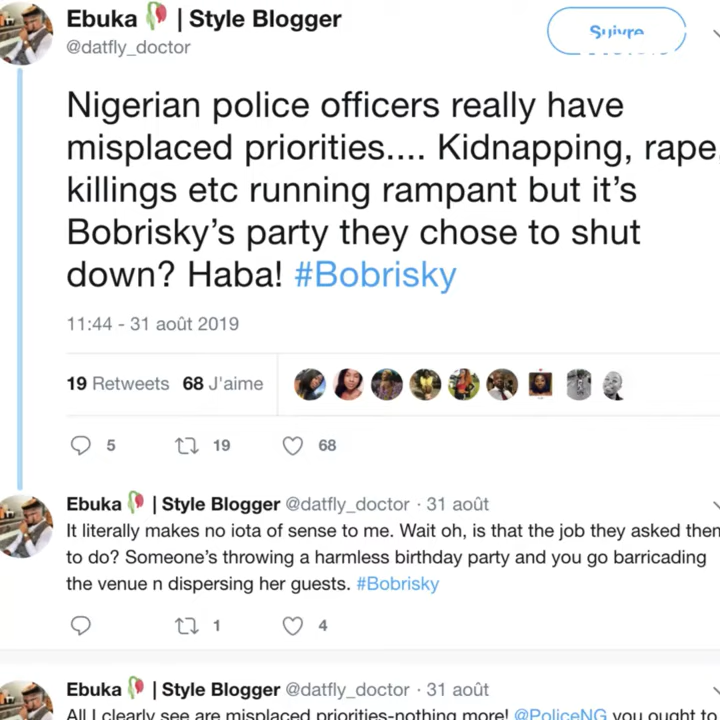 Ebuka 🥀 | Style Blogger
@datfly_doctor
Suivre
Nigerian police officers really have
misplaced priorities.... Kidnapping, rape,
killings etc running rampant but it’s
Bobrisky’s party they chose to shut
down? Haba! #Bobrisky
11:44 - 31 août 2019
19 Retweets 68 J'aime
5 19 68
Ebuka 🥀 | Style Blogger @datfly_doctor · 31 août
It literally makes no iota of sense to me. Wait oh, is that the job they asked them
to do? Someone’s throwing a harmless birthday party and you go barricading
the venue n dispersing her guests. #Bobrisky
1 4
Ebuka 🥀 | Style Blogger @datfly_doctor · 31 août
All I clearly see are misplaced priorities-nothing more! @PoliceNG you ought to